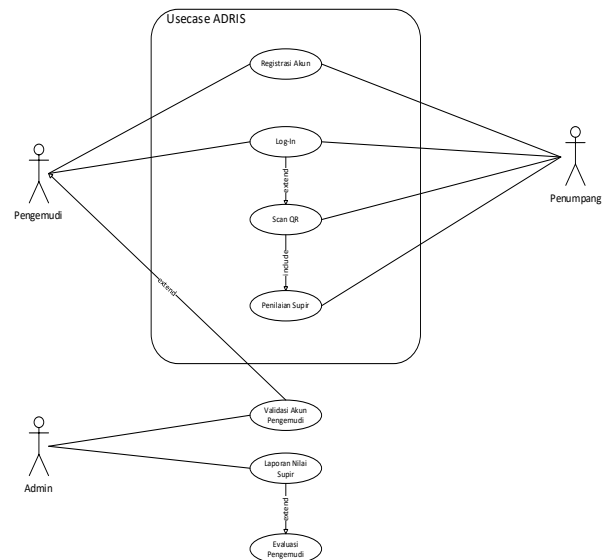 Usecase ADRIS
Registrasi Akun
Log-In
extend
Pengemudi
Penumpang
Scan QR
include
Penilaian Supir
extend
Validasi Akun
Pengemudi
Laporan Nilai
Supir
Admin
extend
Evaluasi
Pengemudi